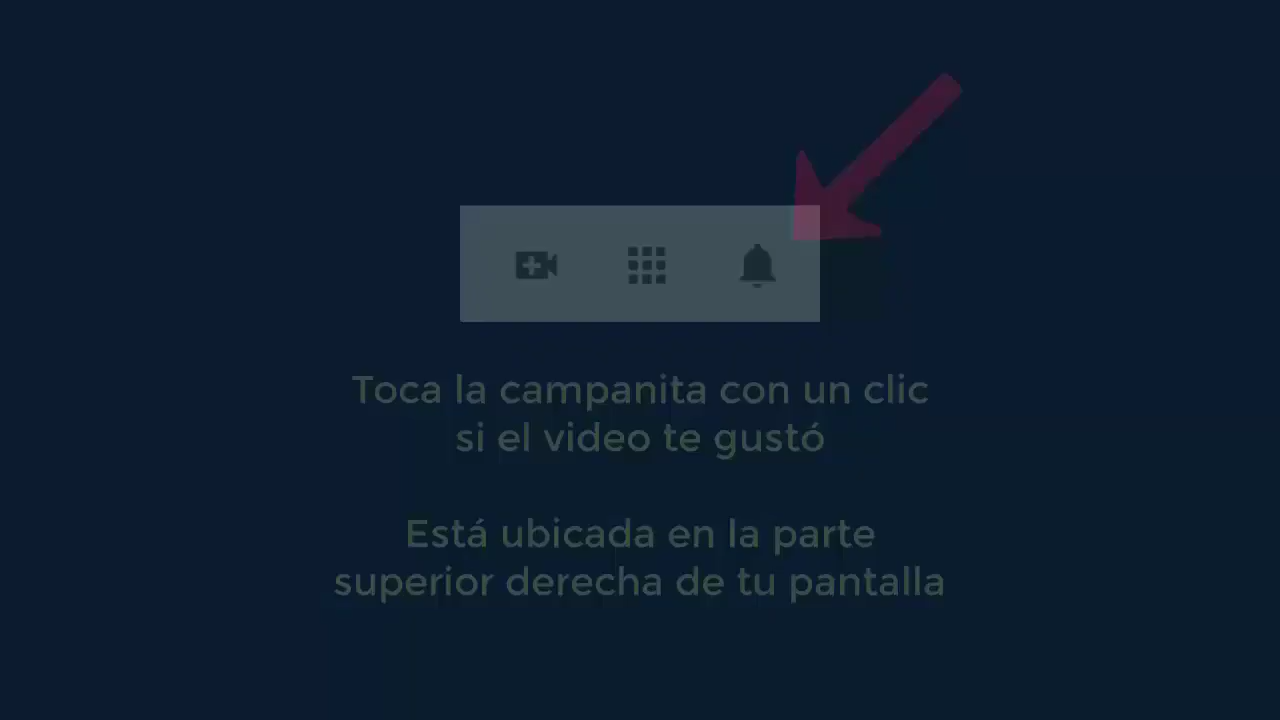 Toca la campanita con un clic
si el video te gustó
Está ubicada en la parte
superior derecha de tu pantalla